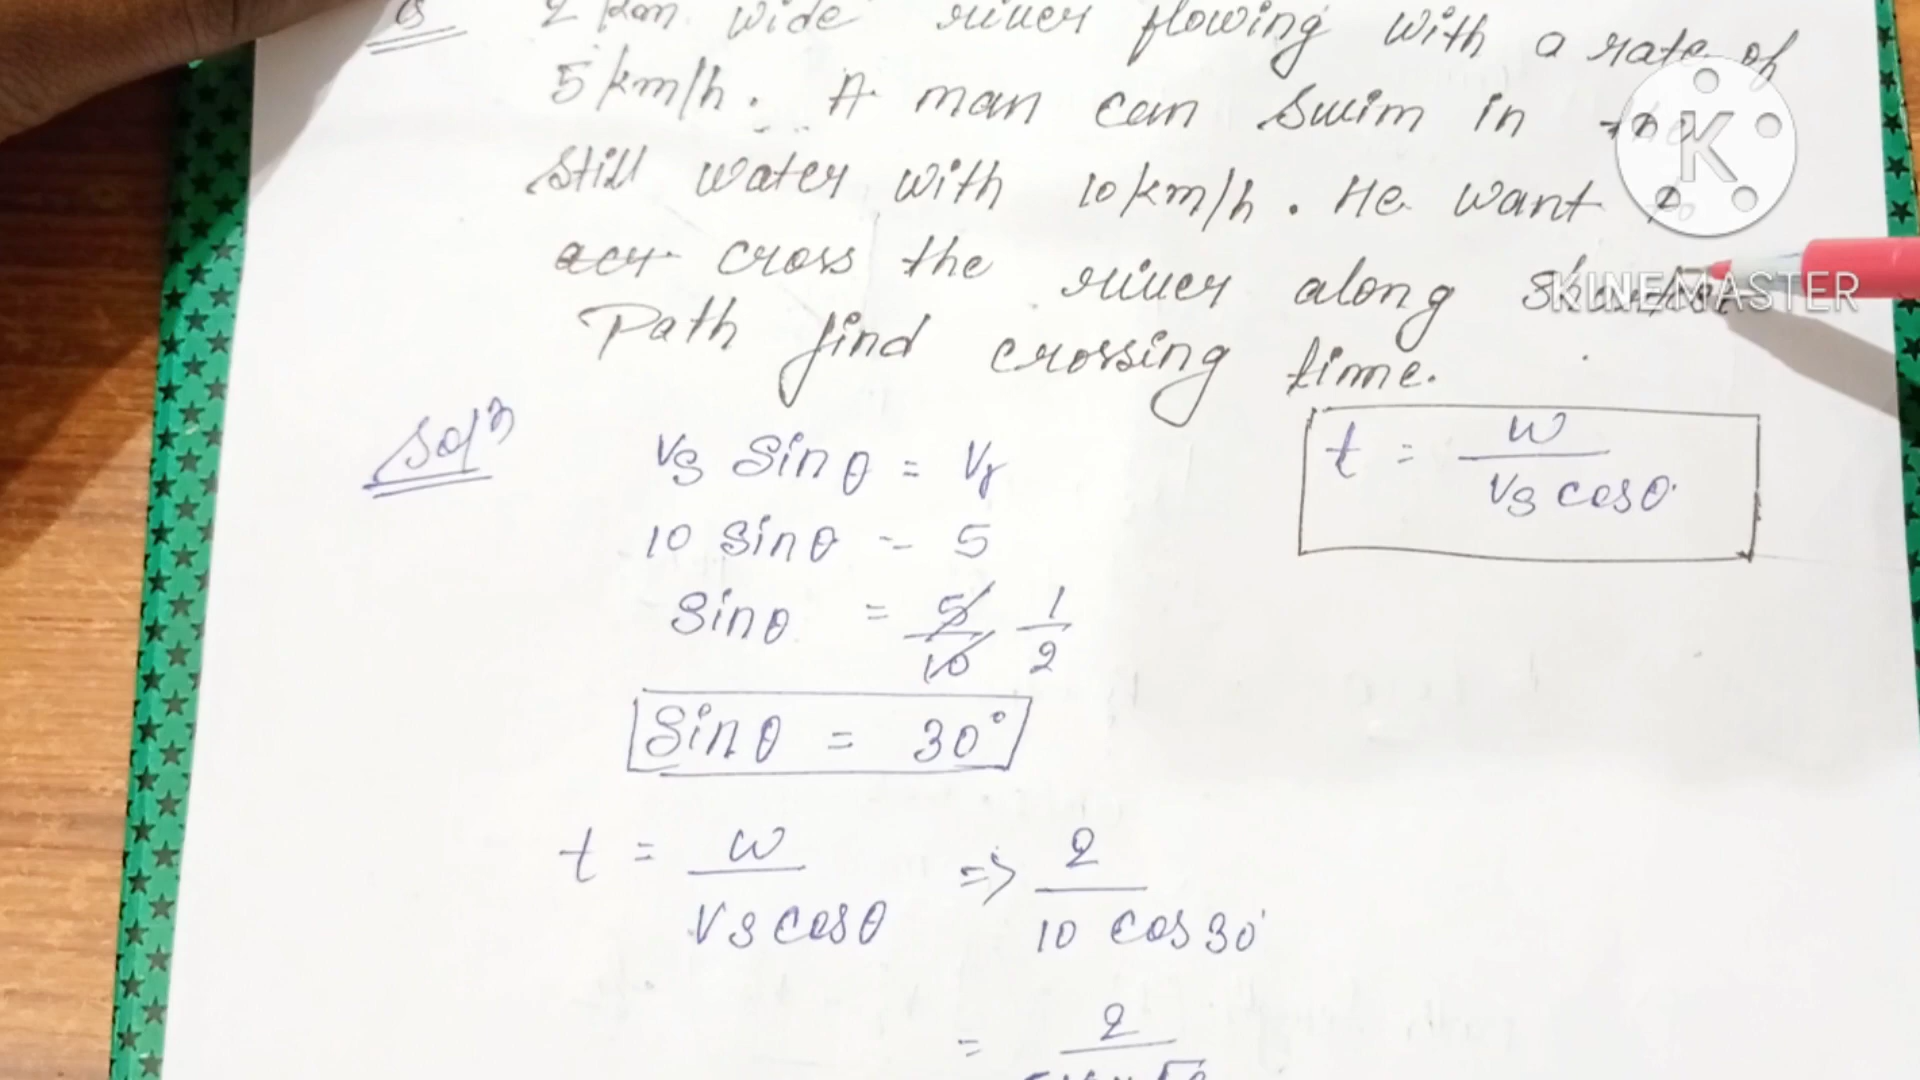 Q 2 km wide river flowing with a rate of
5 km/h. A man can swim in the
still water with 10 km/h. He want to
cross the river along
KINEMASTER
Path find crossing time.
Solⁿ
Vs Sin θ = Vr
t = w / Vs cos θ
10 Sin θ = 5
Sin θ = 5/10 1/2
Sin θ = 30°
t = w / Vs cos θ => 2 / 10 cos 30°
= 2